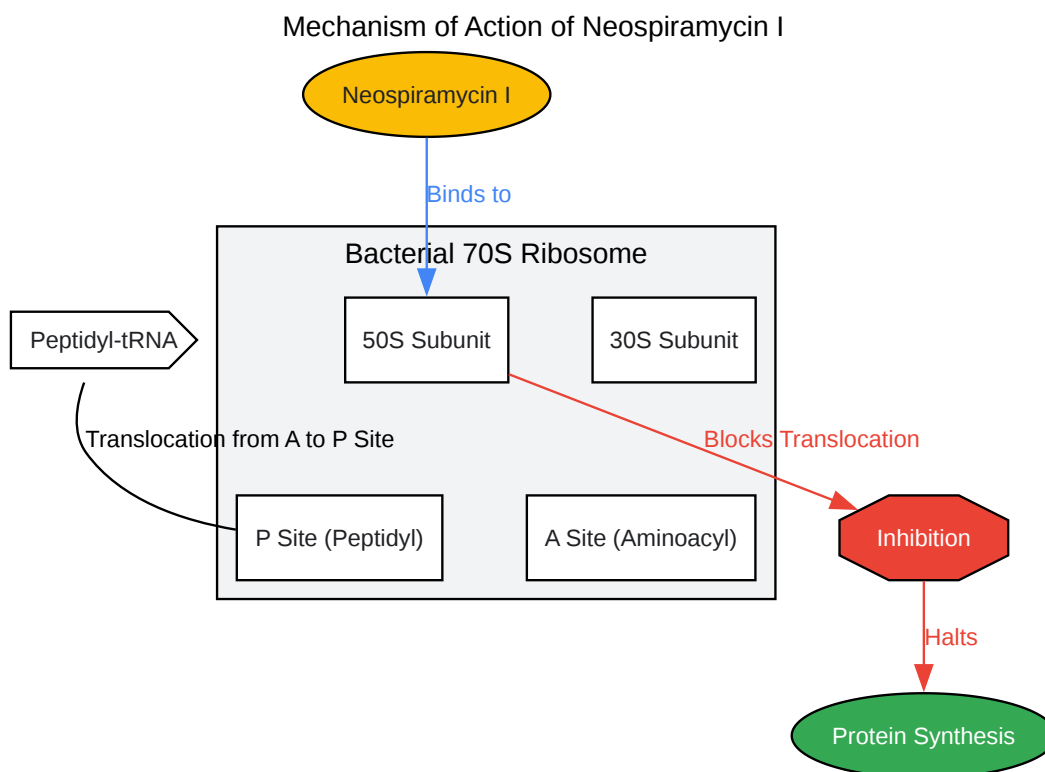 Mechanism of Action of Neospiramycin I
Neospiramycin I
Binds to
Bacterial 70S Ribosome
Peptidyl-tRNA
50S Subunit
30S Subunit
Translocation from A to P Site
Blocks Translocation
P Site (Peptidyl)
A Site (Aminoacyl)
Inhibition
Halts
Protein Synthesis